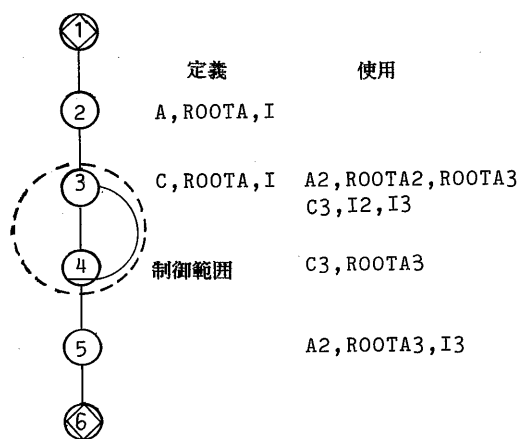 1
定義 使用
2 A,ROOTA,I
3 C,ROOTA,I A2,ROOTA2,ROOTA3
C3,I2,I3
4 制御範囲 C3,ROOTA3
5 A2,ROOTA3,I3
6